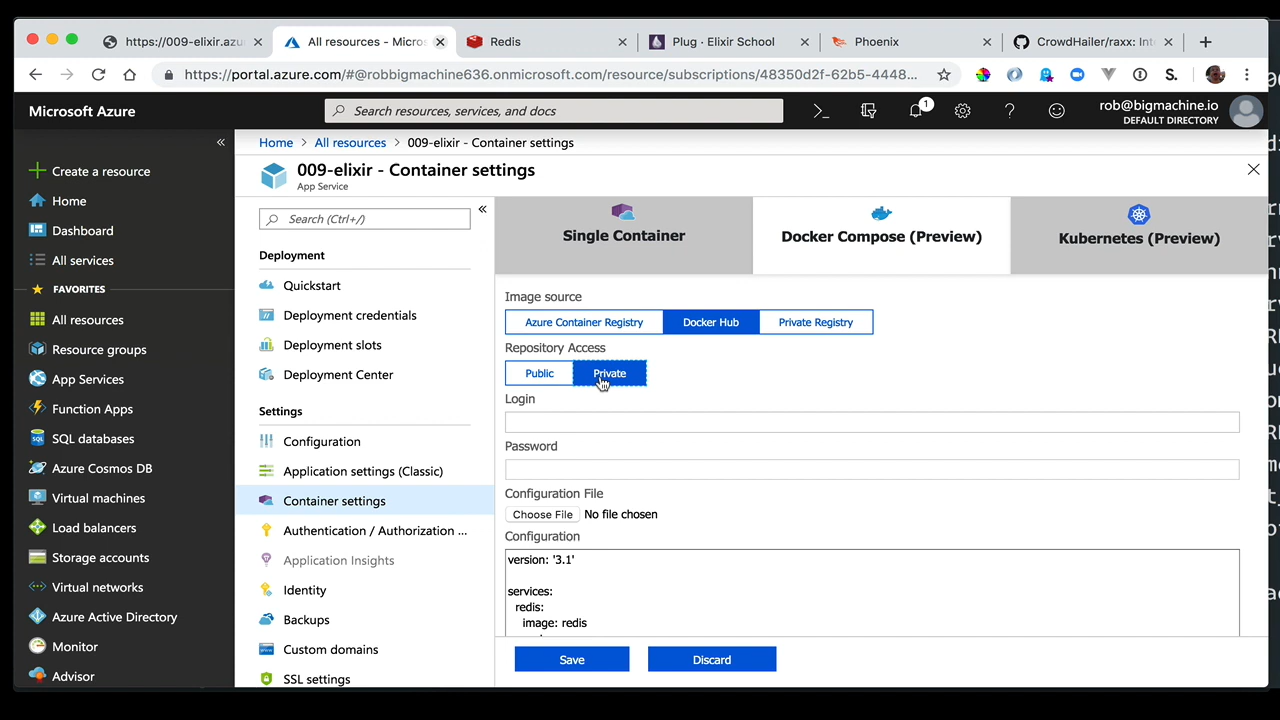 https://009-elixir.azu
All resources - Micros
Redis
Plug · Elixir School
Phoenix
CrowdHailer/raxx: Inte
https://portal.azure.com/#@robbigmachine636.onmicrosoft.com/resource/subscriptions/48350d2f-62b5-4448...
Microsoft Azure
Search resources, services, and docs
1
rob@bigmachine.io
DEFAULT DIRECTORY
Create a resource
Home
Dashboard
All services
FAVORITES
All resources
Resource groups
App Services
Function Apps
SQL databases
Azure Cosmos DB
Virtual machines
Load balancers
Storage accounts
Virtual networks
Azure Active Directory
Monitor
Advisor
Home > All resources > 009-elixir - Container settings
009-elixir - Container settings
App Service
Search (Ctrl+/)
Deployment
Quickstart
Deployment credentials
Deployment slots
Deployment Center
Settings
Configuration
Application settings (Classic)
Container settings
Authentication / Authorization ...
Application Insights
Identity
Backups
Custom domains
SSL settings
Single Container
Docker Compose (Preview)
Kubernetes (Preview)
Image source
Azure Container Registry
Docker Hub
Private Registry
Repository Access
Public
Private
Login
Password
Configuration File
Choose File No file chosen
Configuration
version: '3.1'
services:
redis:
image: redis
Save
Discard